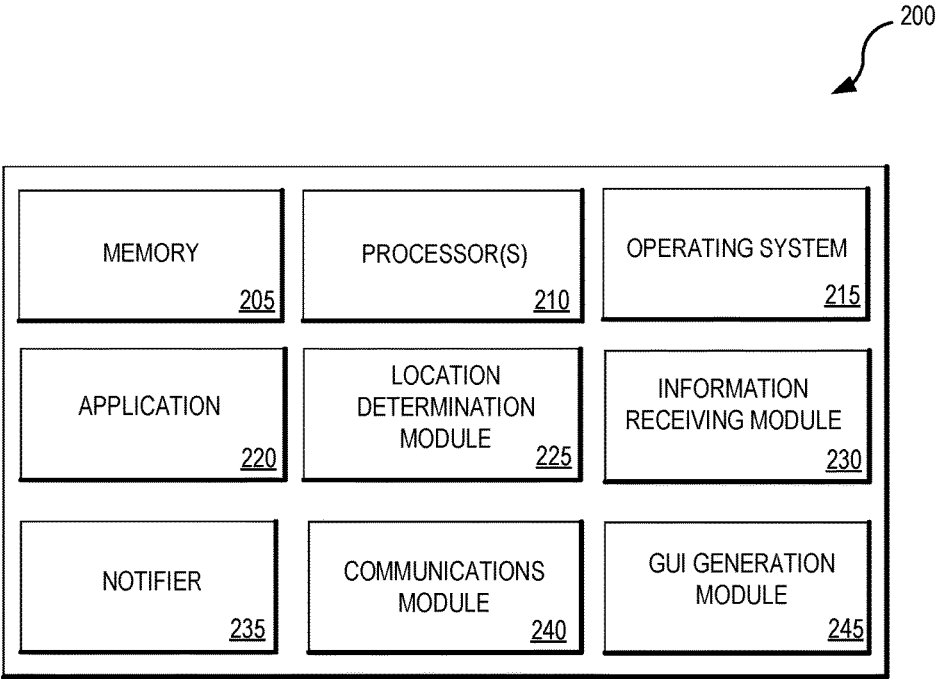 200
MEMORY
205
PROCESSOR(S)
210
OPERATING SYSTEM
215
APPLICATION
220
LOCATION
DETERMINATION
MODULE
225
INFORMATION
RECEIVING MODULE
230
NOTIFIER
235
COMMUNICATIONS
MODULE
240
GUI GENERATION
MODULE
245